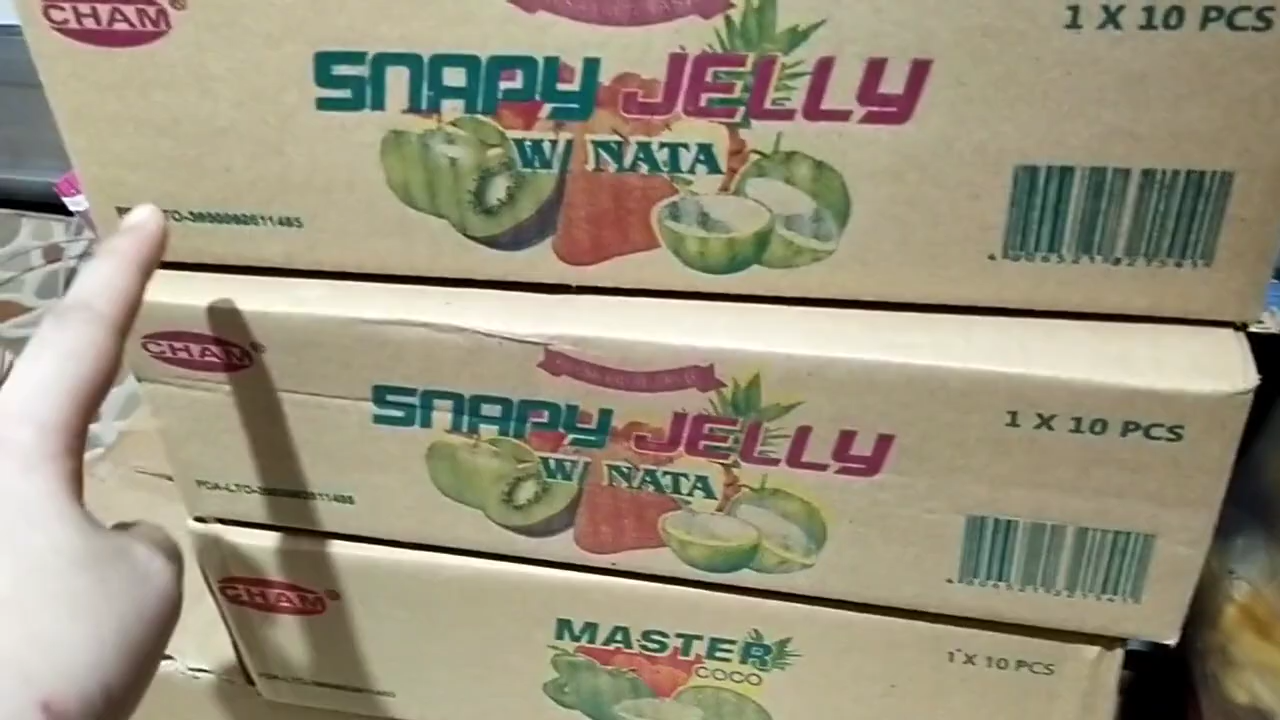 CHAM®
1 X 10 PCS
SNAPY JELLY
W/ NATA
CHAM®
SNAPY JELLY
1 X 10 PCS
W/ NATA
CHAM®
MASTER
COCO
1 X 10 PCS